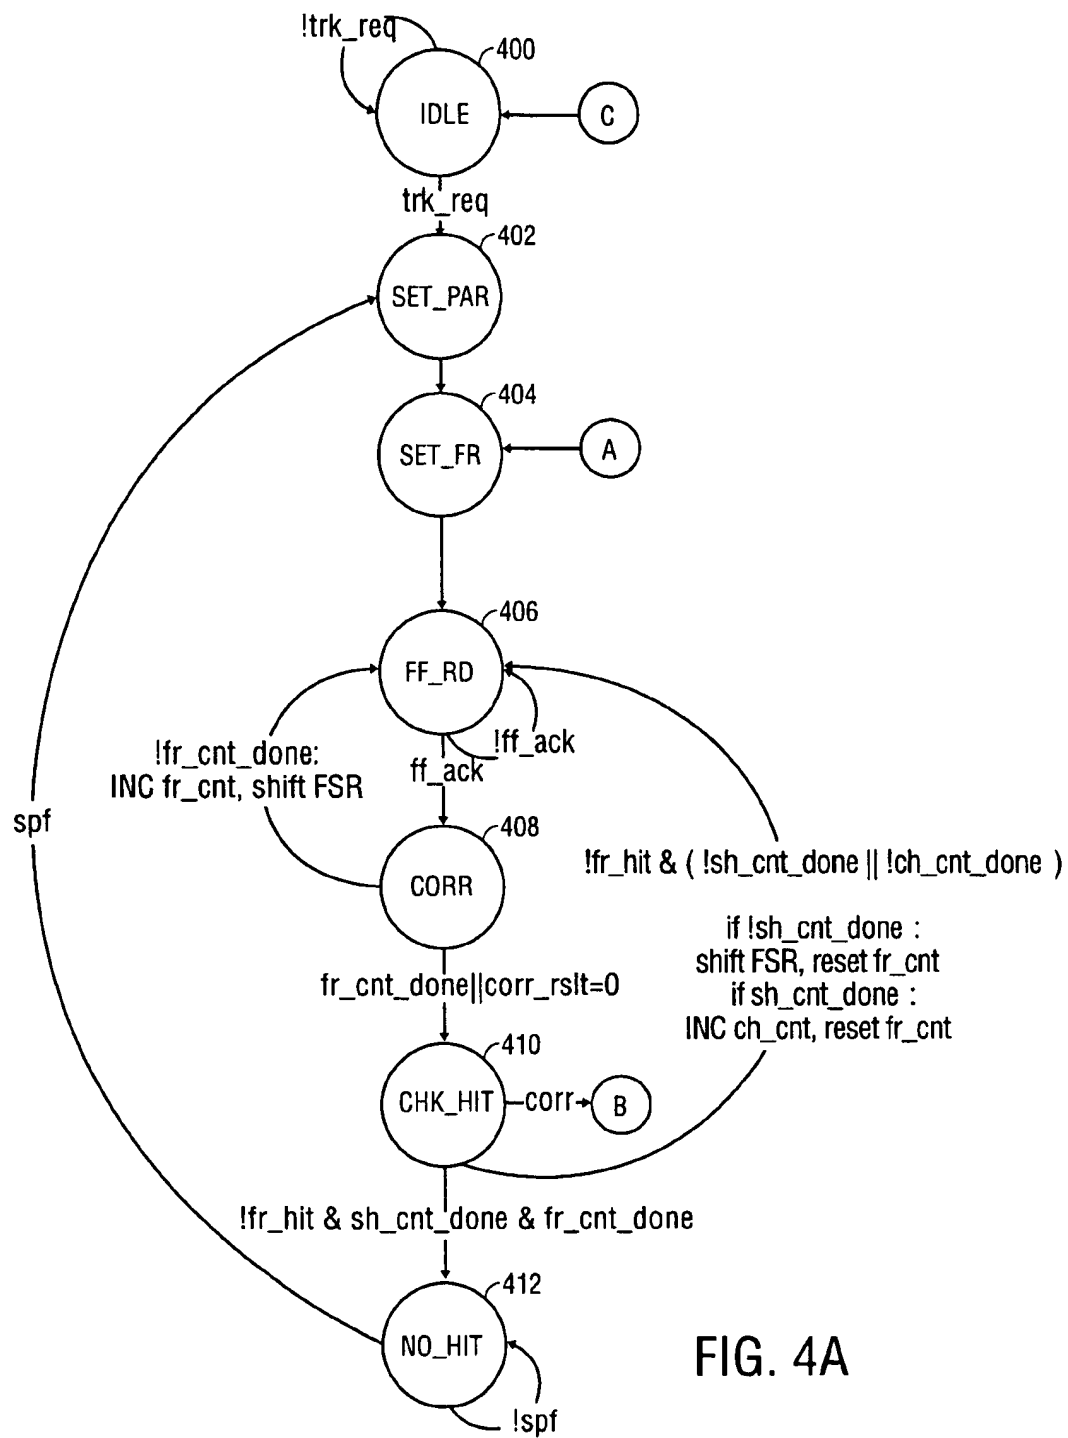 !trk_req
400
IDLE
C
trk_req
402
SET_PAR
404
SET_FR
A
406
FF_RD
!ff_ack
ff_ack
!fr_cnt_done:
INC fr_cnt, shift FSR
spf
408
CORR
!fr_hit & ( !sh_cnt_done || !ch_cnt_done )
if !sh_cnt_done :
shift FSR, reset fr_cnt
if sh_cnt_done :
INC ch_cnt, reset fr_cnt
fr_cnt_done||corr_rslt=0
410
CHK_HIT
corr
B
!fr_hit & sh_cnt_done & fr_cnt_done
412
NO_HIT
!spf
FIG. 4A